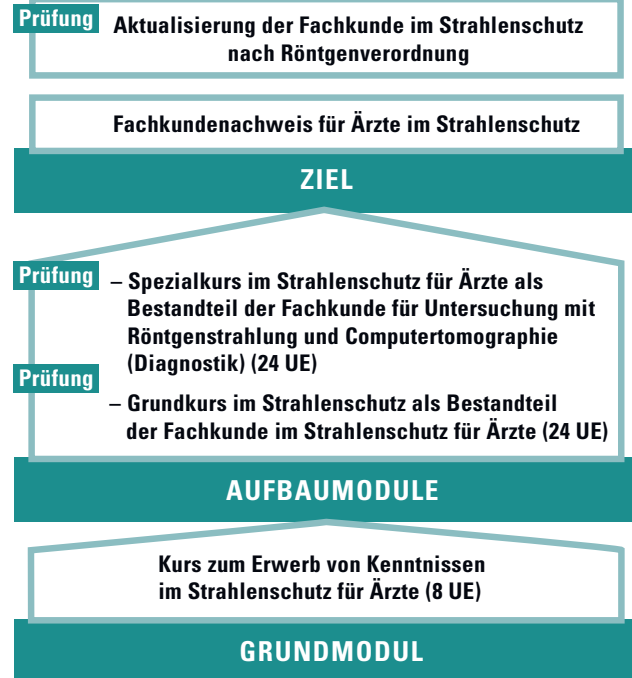 Prüfung
Aktualisierung der Fachkunde im Strahlenschutz
nach Röntgenverordnung
Fachkundenachweis für Ärzte im Strahlenschutz
ZIEL
Prüfung
– Spezialkurs im Strahlenschutz für Ärzte als
Bestandteil der Fachkunde für Untersuchung mit
Röntgenstrahlung und Computertomographie
(Diagnostik) (24 UE)
Prüfung
– Grundkurs im Strahlenschutz als Bestandteil
der Fachkunde im Strahlenschutz für Ärzte (24 UE)
AUFBAUMODULE
Kurs zum Erwerb von Kenntnissen
im Strahlenschutz für Ärzte (8 UE)
GRUNDMODUL